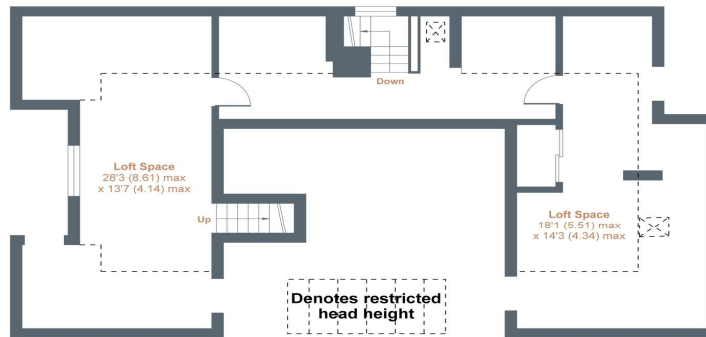 Down
Loft Space
28'3 (8.61) max
x 13'7 (4.14) max
Up
Loft Space
18'1 (5.51) max
x 14'3 (4.34) max
Denotes restricted
head height